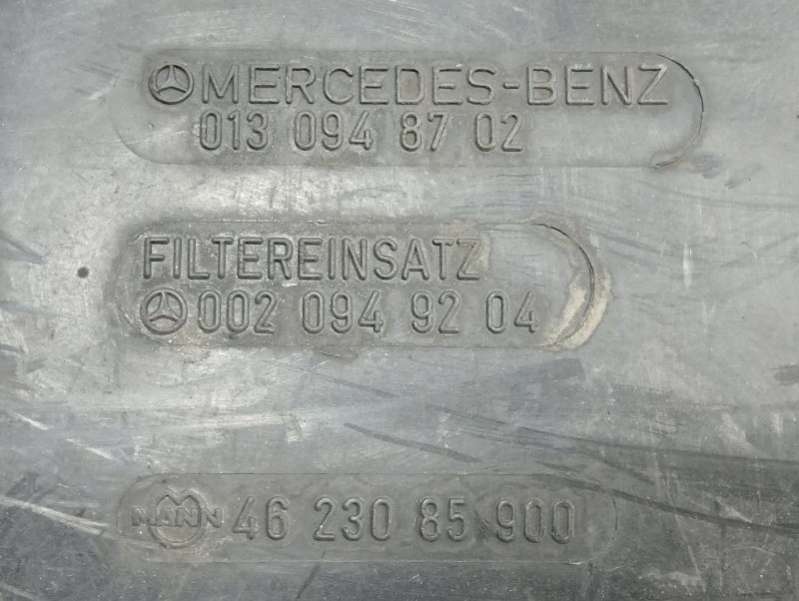 MERCEDES-BENZ
013 094 87 02
FILTEREINSATZ
002 094 92 04
MANN 46 230 85 900